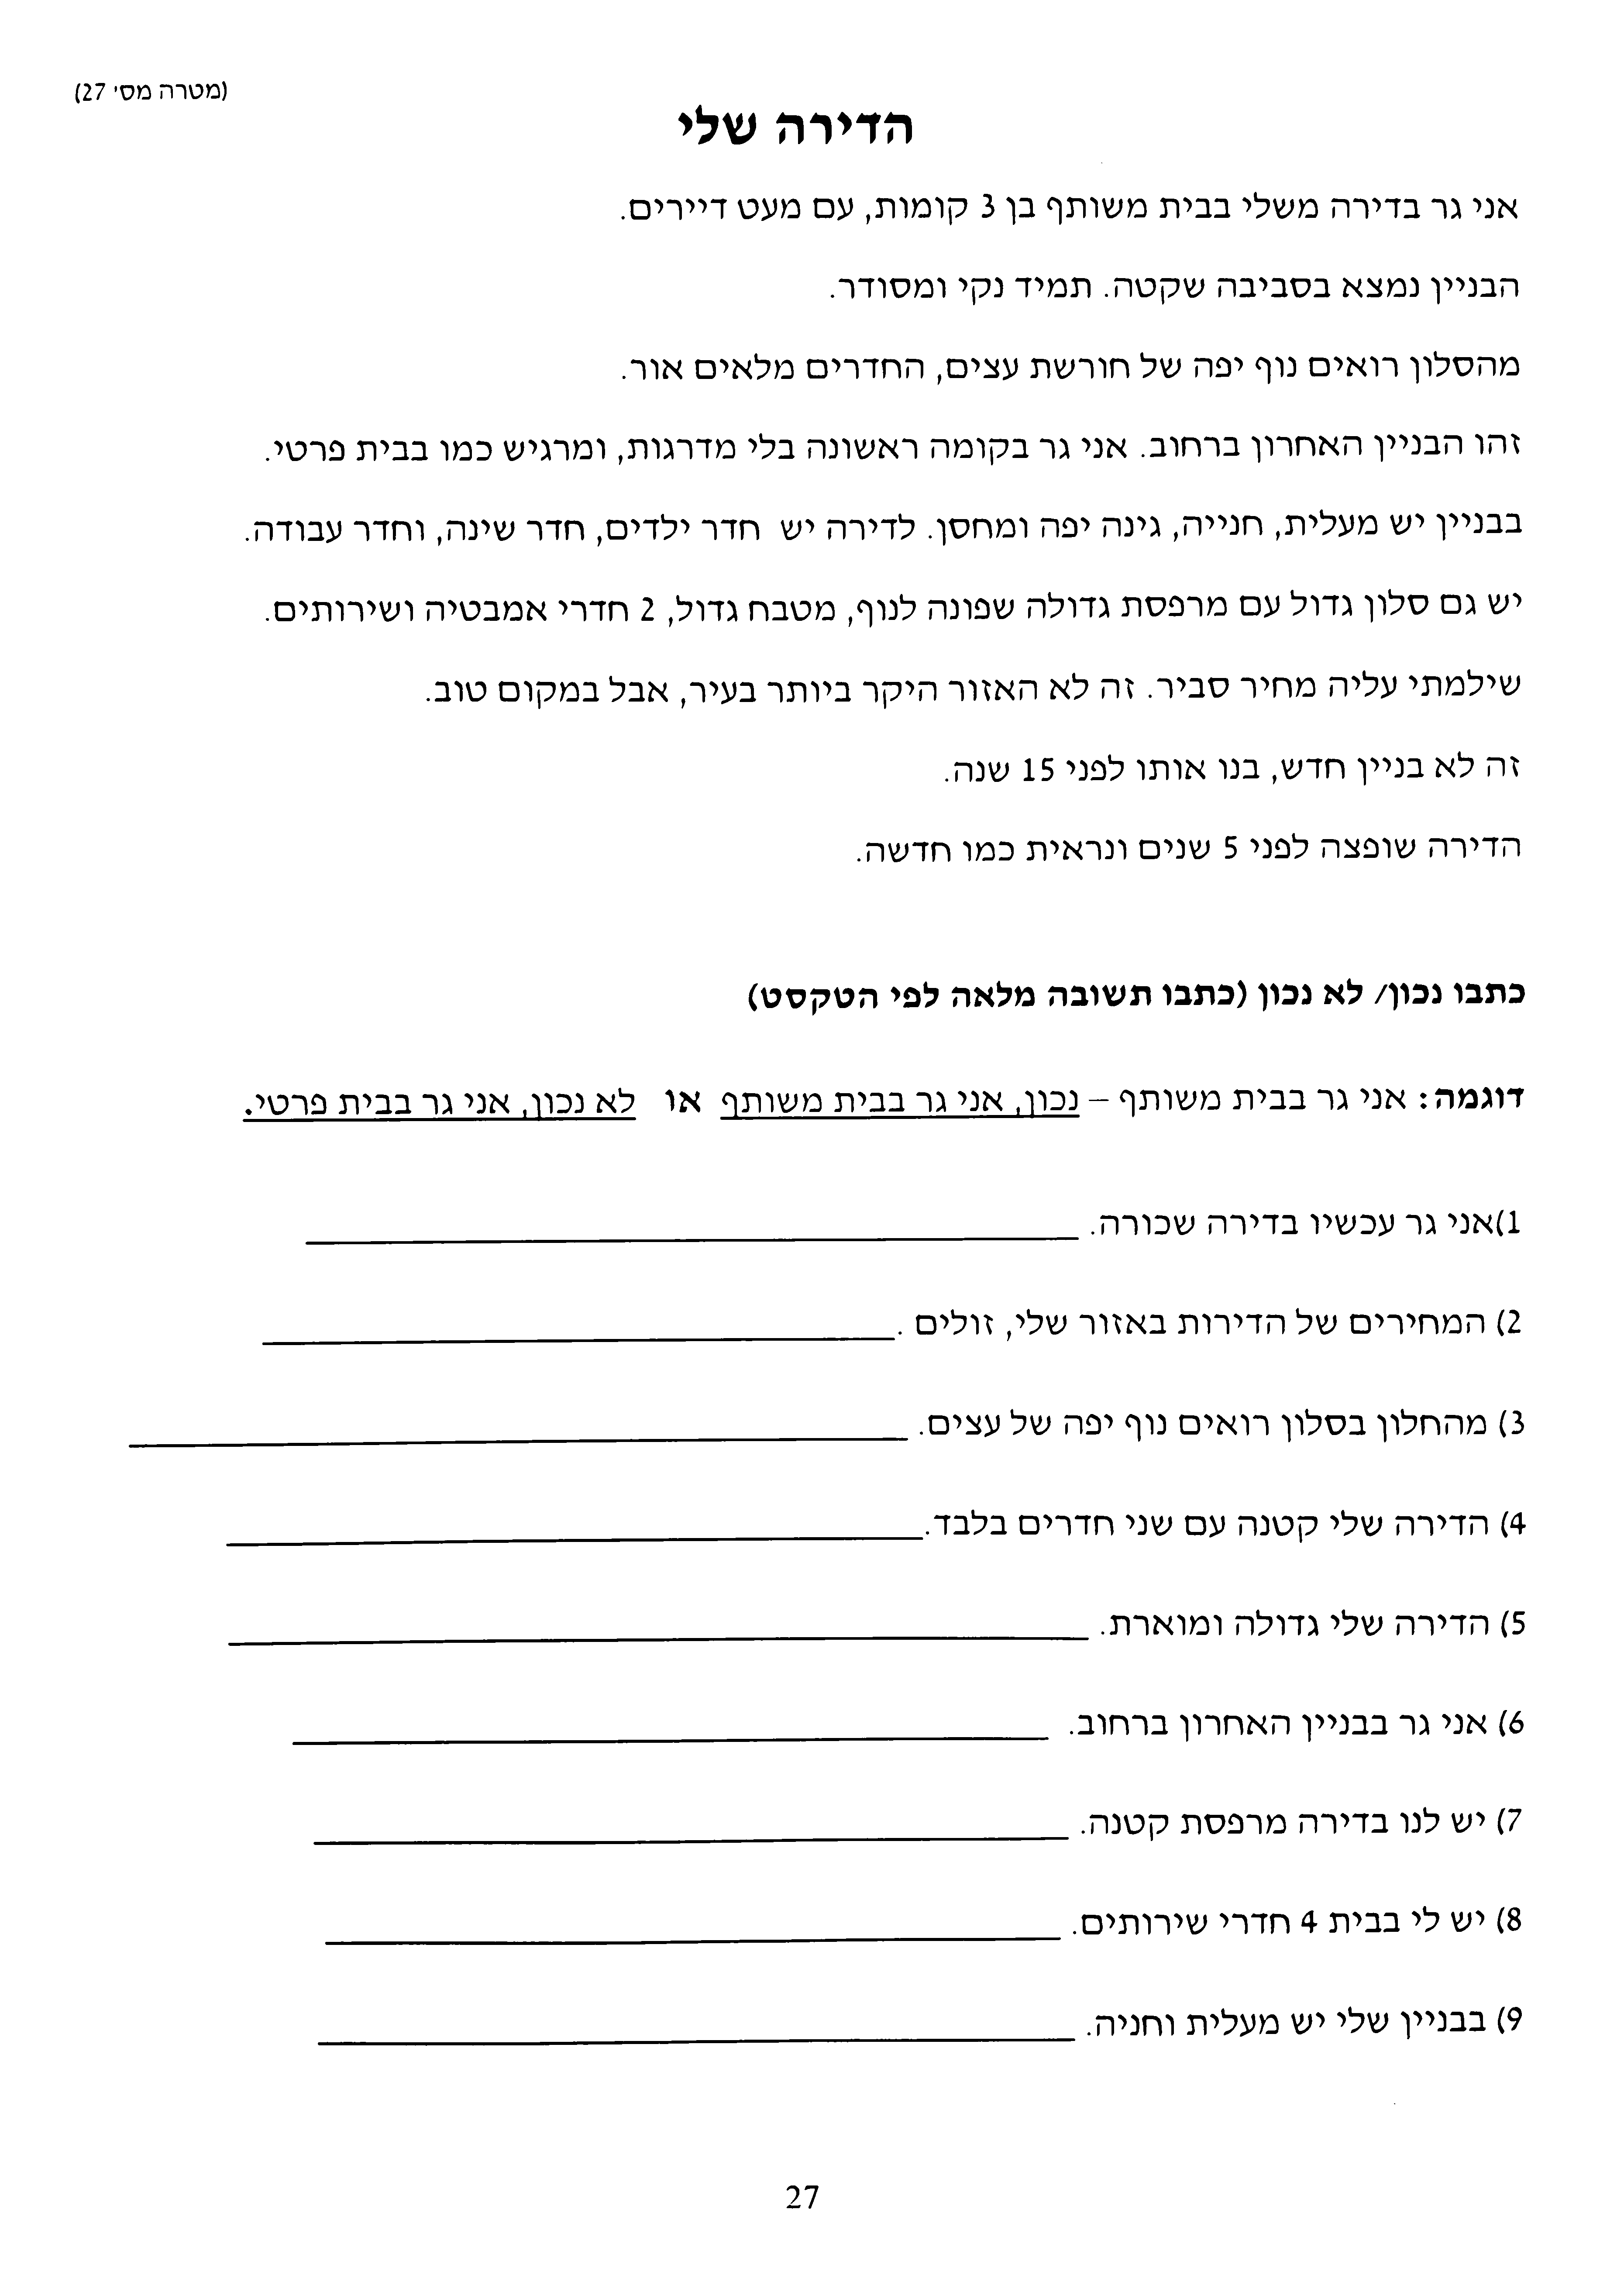 (מטרה מס' 27)
הדירה שלי
אני גר בדירה משלי בבית משותף בן 3 קומות, עם מעט דיירים.
הבניין נמצא בסביבה שקטה. תמיד נקי ומסודר.
מהסלון רואים נוף יפה של חורשת עצים, החדרים מלאים אור.
זהו הבניין האחרון ברחוב. אני גר בקומה ראשונה בלי מדרגות, ומרגיש כמו בבית פרטי.
בבניין יש מעלית, חנייה, גינה יפה ומחסן. לדירה יש חדר ילדים, חדר שינה, וחדר עבודה.
יש גם סלון גדול עם מרפסת גדולה שפונה לנוף, מטבח גדול, 2 חדרי אמבטיה ושירותים.
שילמתי עליה מחיר סביר. זה לא האזור היקר ביותר בעיר, אבל במקום טוב.
זה לא בניין חדש, בנו אותו לפני 15 שנה.
הדירה שופצה לפני 5 שנים ונראית כמו חדשה.
כתבו נכון/ לא נכון (כתבו תשובה מלאה לפי הטקסט)
דוגמה: אני גר בבית משותף – נכון, אני גר בבית משותף או לא נכון, אני גר בבית פרטי.
1)אני גר עכשיו בדירה שכורה. ____________________
2) המחירים של הדירות באזור שלי, זולים . ____________________
3) מהחלון בסלון רואים נוף יפה של עצים. ____________________
4) הדירה שלי קטנה עם שני חדרים בלבד. ____________________
5) הדירה שלי גדולה ומוארת. ____________________
6) אני גר בבניין האחרון ברחוב. ____________________
7) יש לנו בדירה מרפסת קטנה. ____________________
8) יש לי בבית 4 חדרי שירותים. ____________________
9) בבניין שלי יש מעלית וחניה. ____________________
27